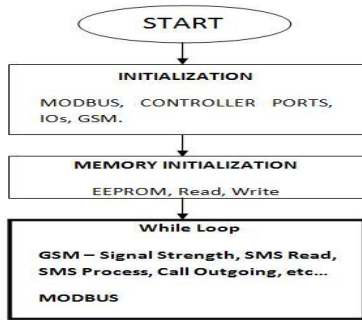 START
INITIALIZATION
MODBUS, CONTROLLER PORTS,
IOs, GSM.
MEMORY INITIALIZATION
EEPROM, Read, Write
While Loop
GSM – Signal Strength, SMS Read,
SMS Process, Call Outgoing, etc...
MODBUS